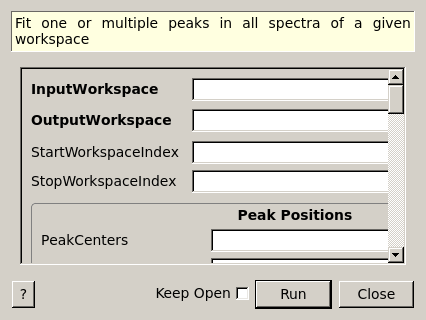 Fit one or multiple peaks in all spectra of a given
workspace
InputWorkspace
OutputWorkspace
StartWorkspaceIndex
StopWorkspaceIndex
Peak Positions
PeakCenters
?
Keep Open
Run
Close